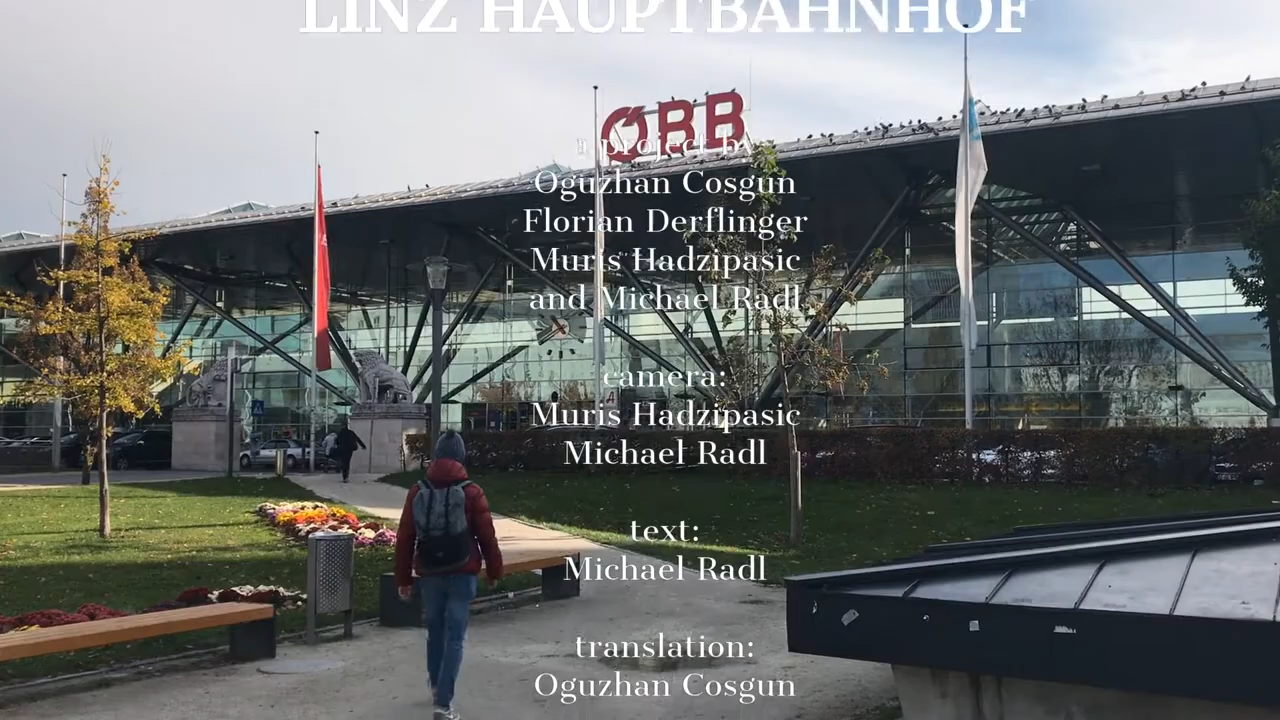 LINZ HAUPTBAHNHOF
ÖBB
a project by
Oguzhan Cosgun
Florian Derflinger
Muris Hadzipasic
and Michael Radl
camera:
Muris Hadzipasic
Michael Radl
text:
Michael Radl
translation:
Oguzhan Cosgun